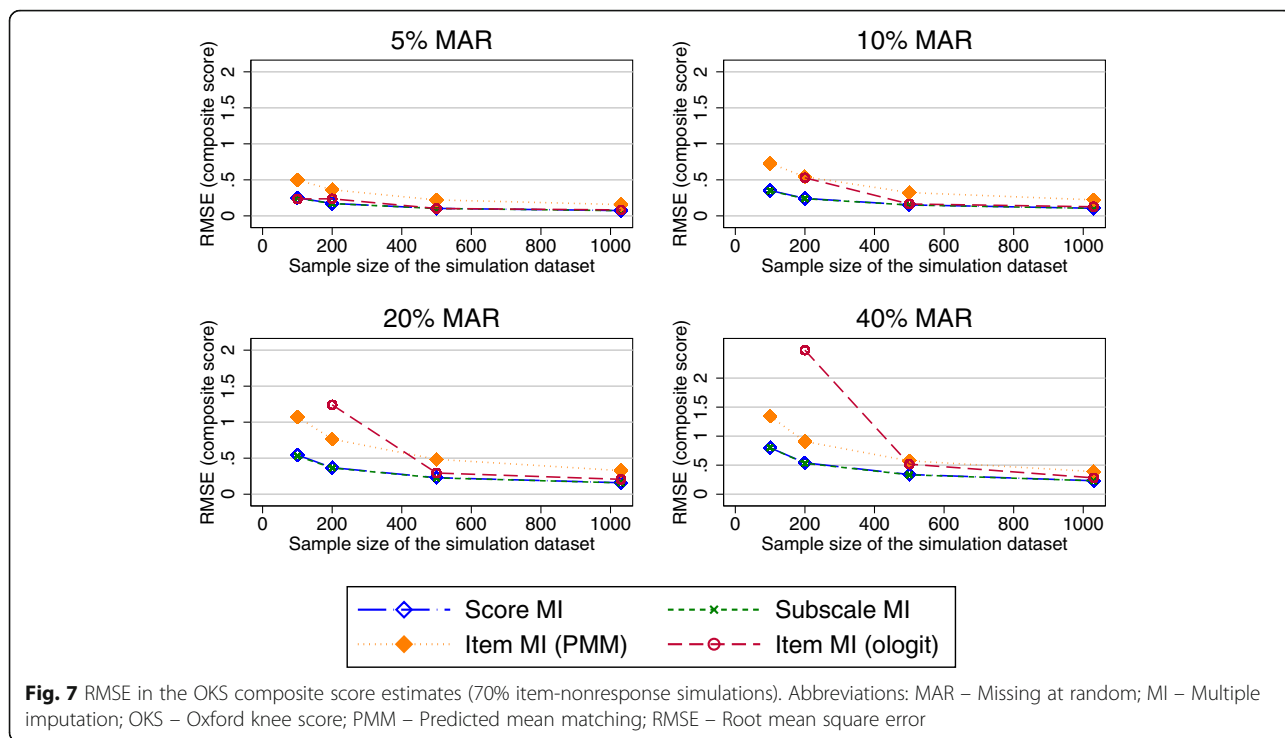 5% MAR
RMSE (composite score)
2
1.5
1
.5
0
0 200 400 600 800 1000
Sample size of the simulation dataset
10% MAR
RMSE (composite score)
2
1.5
1
.5
0
0 200 400 600 800 1000
Sample size of the simulation dataset
20% MAR
RMSE (composite score)
2
1.5
1
.5
0
0 200 400 600 800 1000
Sample size of the simulation dataset
40% MAR
RMSE (composite score)
2
1.5
1
.5
0
0 200 400 600 800 1000
Sample size of the simulation dataset
Score MI
Subscale MI
Item MI (PMM)
Item MI (ologit)
Fig. 7 RMSE in the OKS composite score estimates (70% item-nonresponse simulations). Abbreviations: MAR – Missing at random; MI – Multiple
imputation; OKS – Oxford knee score; PMM – Predicted mean matching; RMSE – Root mean square error